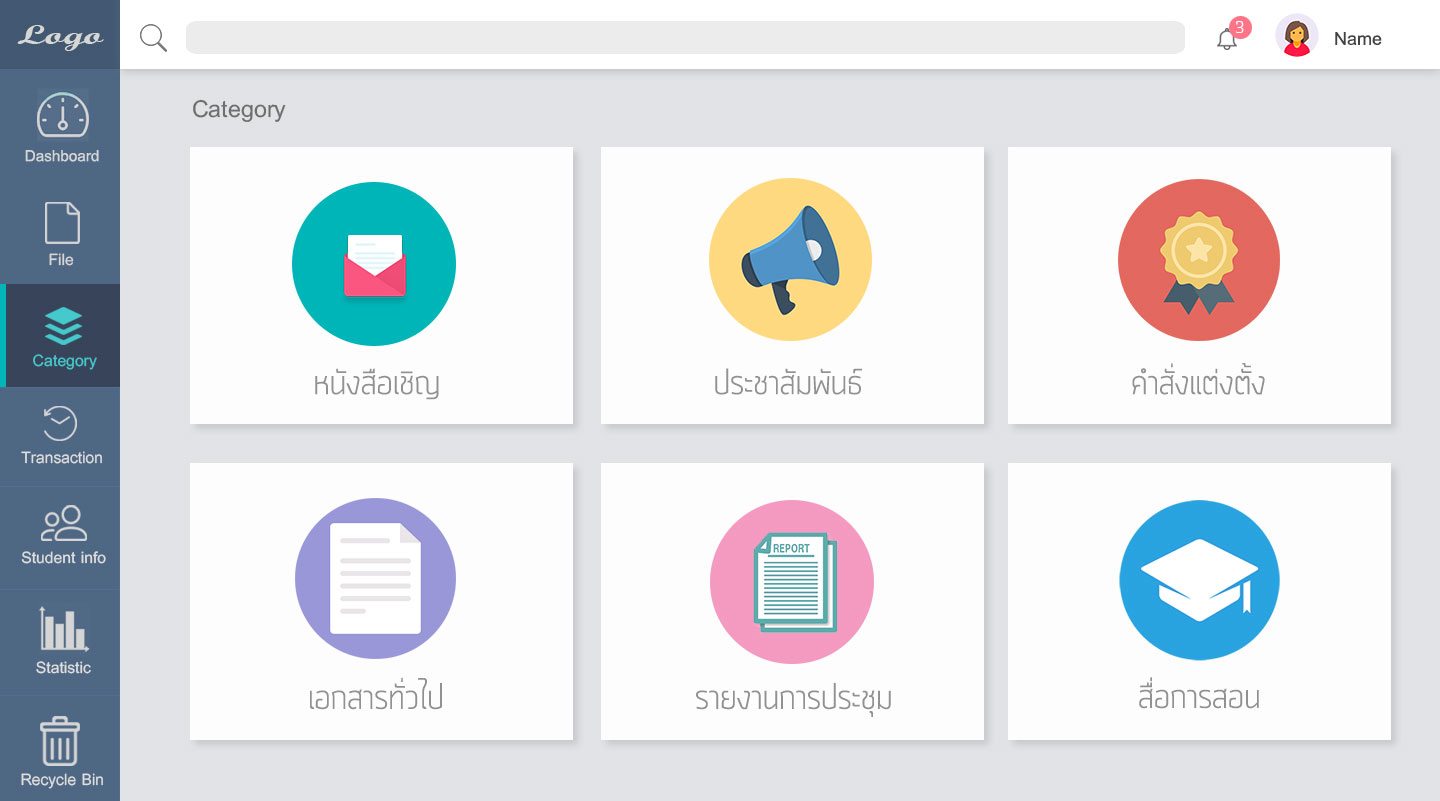 Logo
3
Name
Dashboard
File
Category
Transaction
Student info
Statistic
Recycle Bin
Category
หนังสือเชิญ
ประชาสัมพันธ์
คำสั่งแต่งตั้ง
เอกสารทั่วไป
REPORT
รายงานการประชุม
สื่อการสอน